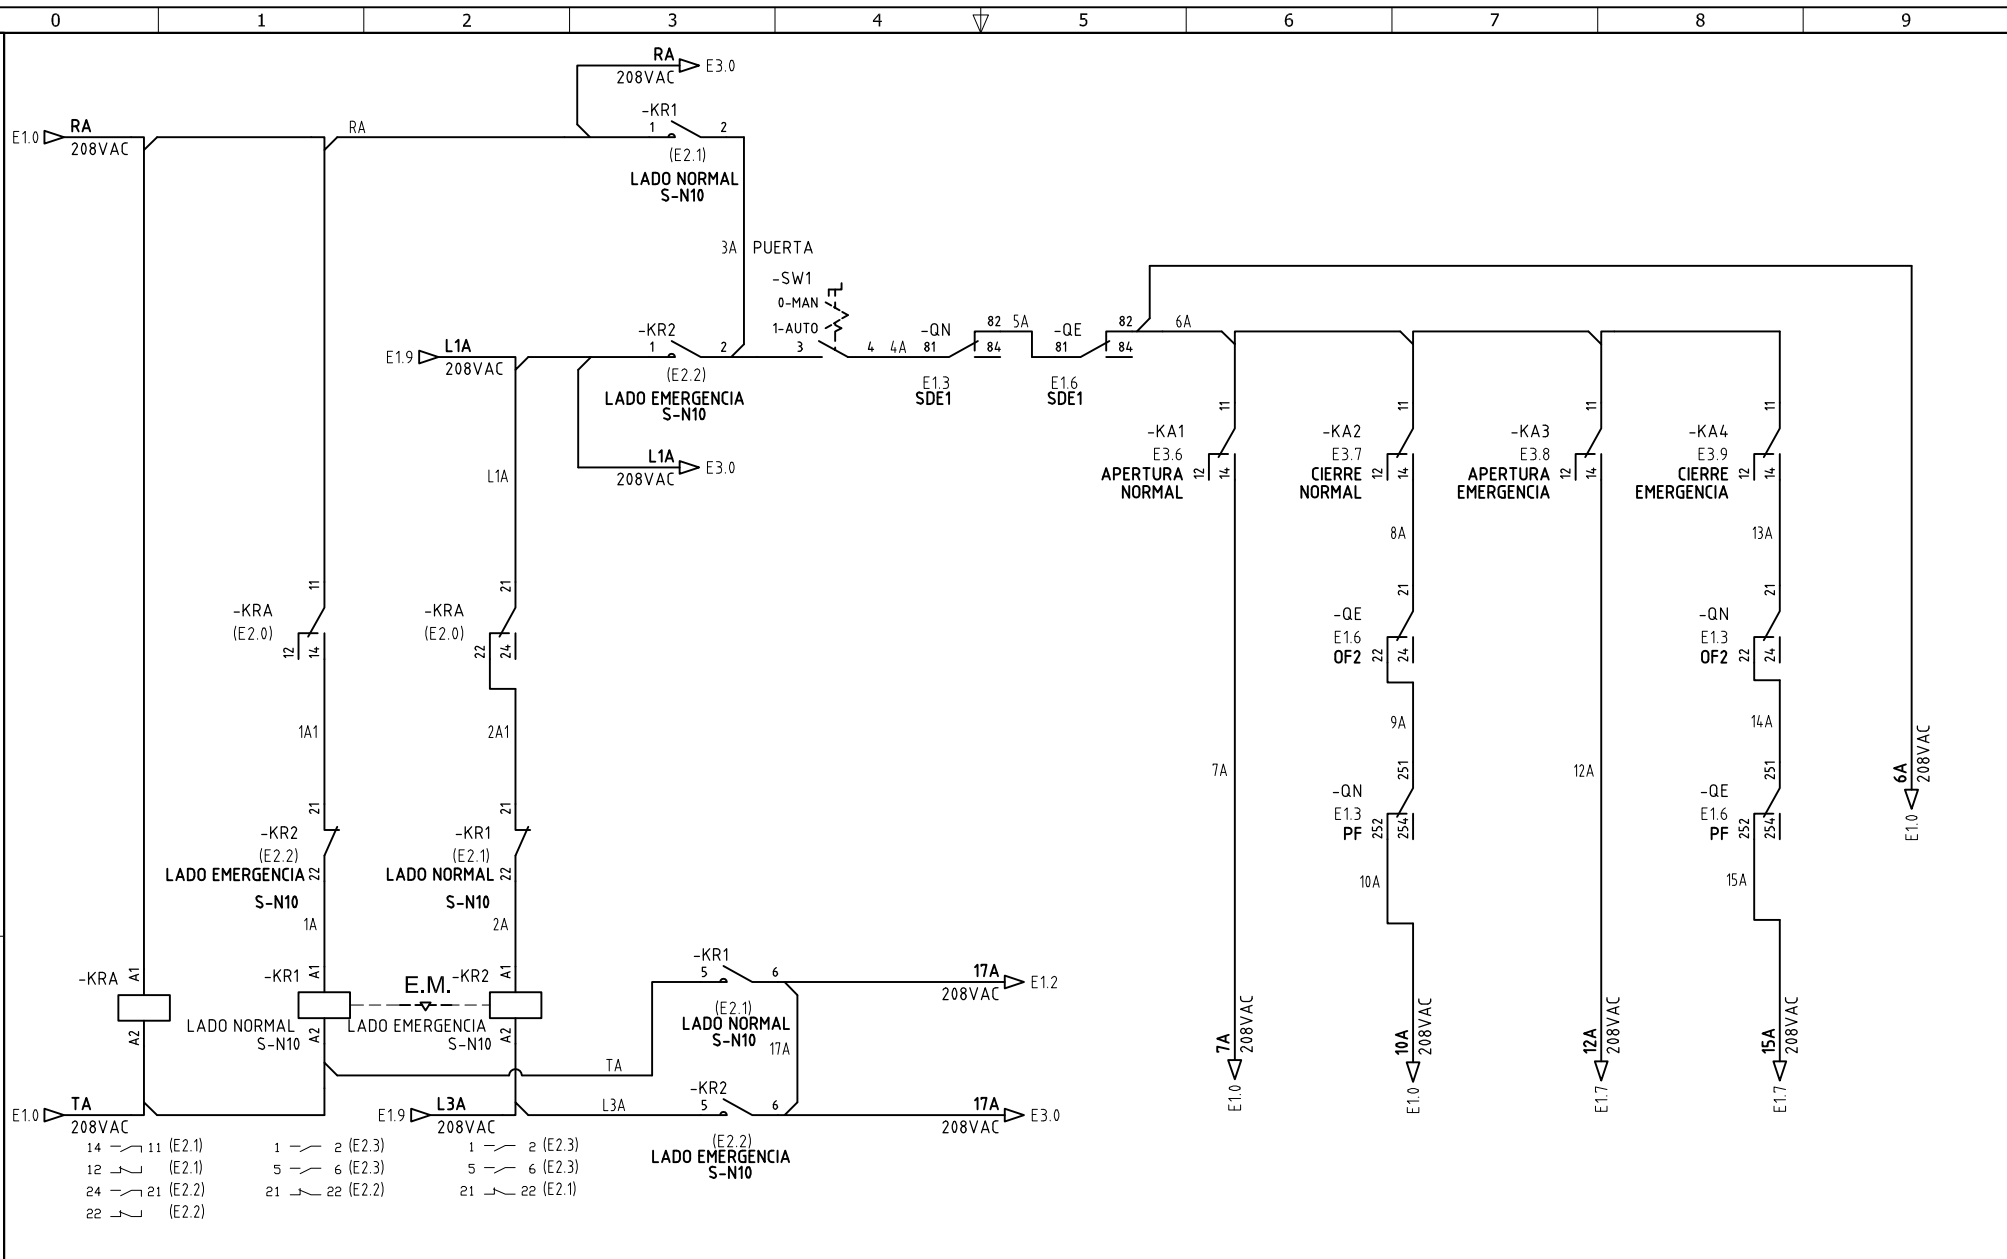 0 1 2 3 4 5 6 7 8 9
RA
208VAC
E3.0
-KR1
1 2
(E2.1)
LADO NORMAL
S-N10
E1.0
RA
208VAC
RA
3A PUERTA
-SW1
0-MAN
1-AUTO
3 4 4A
-KR2
1 2
(E2.2)
LADO EMERGENCIA
S-N10
E1.9
L1A
208VAC
L1A
208VAC
E3.0
L1A
-QN
81 82 84
E1.3
SDE1
5A
-QE
81 82 84
E1.6
SDE1
6A
11
-KA1
E3.6
APERTURA
NORMAL
12 14
11
-KA2
E3.7
CIERRE
NORMAL
12 14
11
-KA3
E3.8
APERTURA
EMERGENCIA
12 14
11
-KA4
E3.9
CIERRE
EMERGENCIA
12 14
8A
13A
11
-KRA
(E2.0)
12 14
21
-KRA
(E2.0)
22 24
21
-QE
E1.6
OF2
22 24
21
-QN
E1.3
OF2
22 24
1A1
2A1
9A
14A
7A
12A
6A
208VAC
E1.0
251
-QN
E1.3
PF
252 254
251
-QE
E1.6
PF
252 254
10A
15A
21
-KR2
(E2.2)
LADO EMERGENCIA
22
S-N10
1A
21
-KR1
(E2.1)
LADO NORMAL
22
S-N10
2A
-KRA
A1
A2
-KR1
A1
LADO NORMAL
S-N10
A2
E.M.
-KR2
A1
LADO EMERGENCIA
S-N10
A2
-KR1
5 6
(E2.1)
LADO NORMAL
S-N10
17A
208VAC
E1.2
17A
TA
-KR2
5 6
(E2.2)
LADO EMERGENCIA
S-N10
17A
208VAC
E3.0
7A
208VAC
E1.0
10A
208VAC
E1.0
12A
208VAC
E1.7
15A
208VAC
E1.7
E1.0
TA
208VAC
E1.9
L3A
208VAC
L3A
14 11 (E2.1)
12 (E2.1)
24 21 (E2.2)
22 (E2.2)
1 2 (E2.3)
5 6 (E2.3)
21 22 (E2.2)
1 2 (E2.3)
5 6 (E2.3)
21 22 (E2.1)